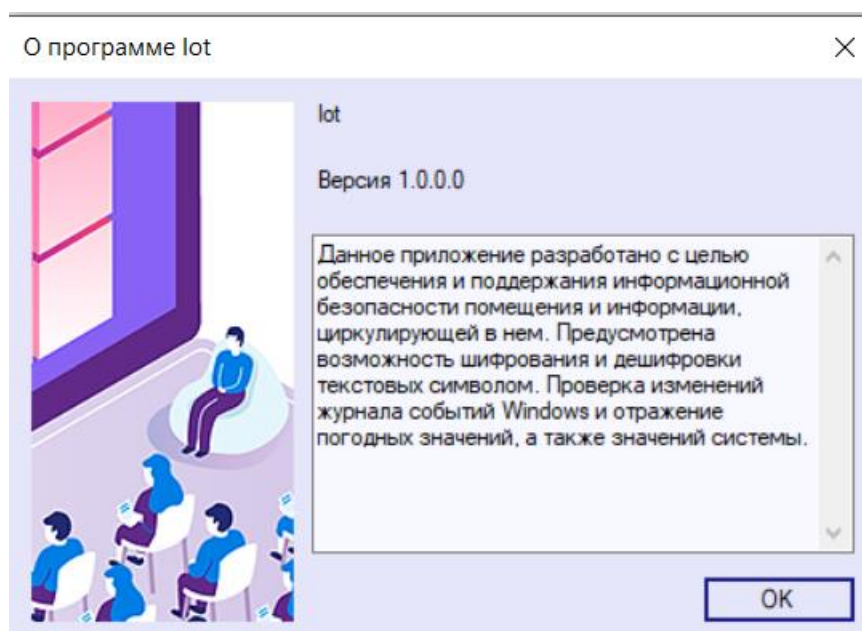 О программе Iot
Iot
Версия 1.0.0.0
Данное приложение разработано с целью
обеспечения и поддержания информационной
безопасности помещения и информации,
циркулирующей в нем. Предусмотрена
возможность шифрования и дешифровки
текстовых символом. Проверка изменений
журнала событий Windows и отражение
погодных значений, а также значений системы.
OK